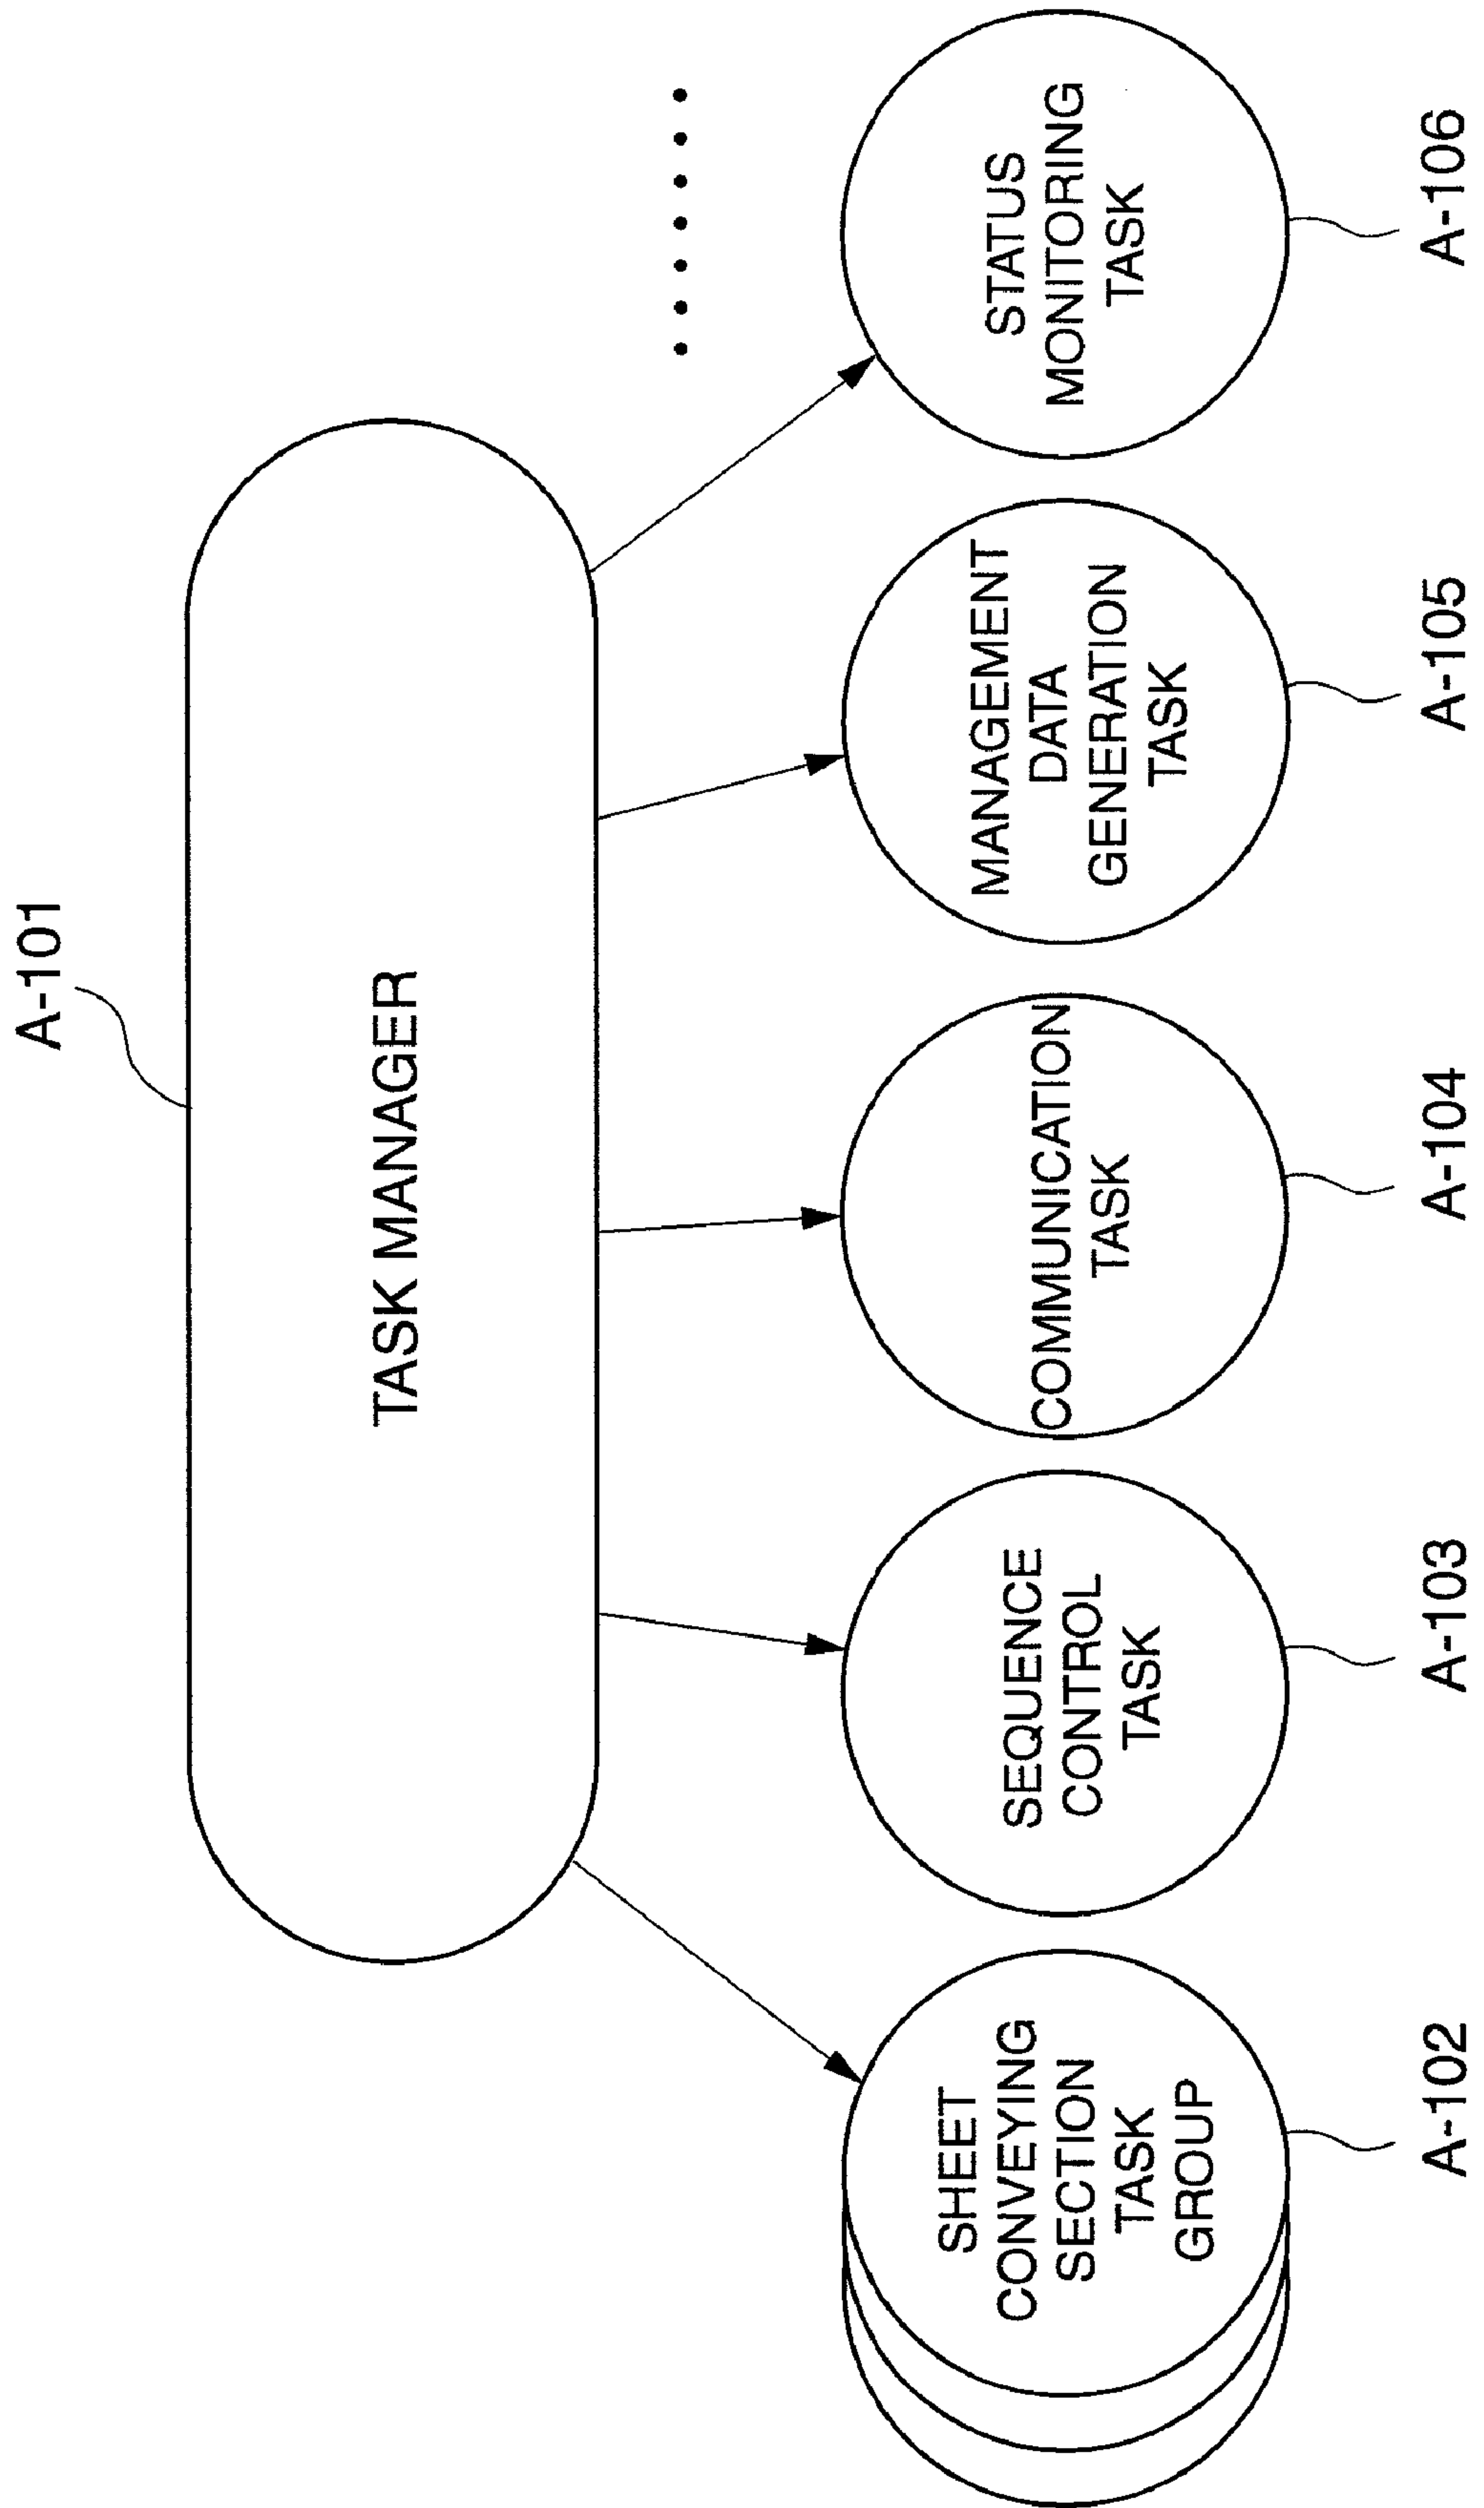 A-101
TASK MANAGER
SHEET
CONVEYING
SECTION
TASK
GROUP
SEQUENCE
CONTROL
TASK
COMMUNICATION
TASK
MANAGEMENT
DATA
GENERATION
TASK
STATUS
MONITORING
TASK
A-102
A-103
A-104
A-105
A-106